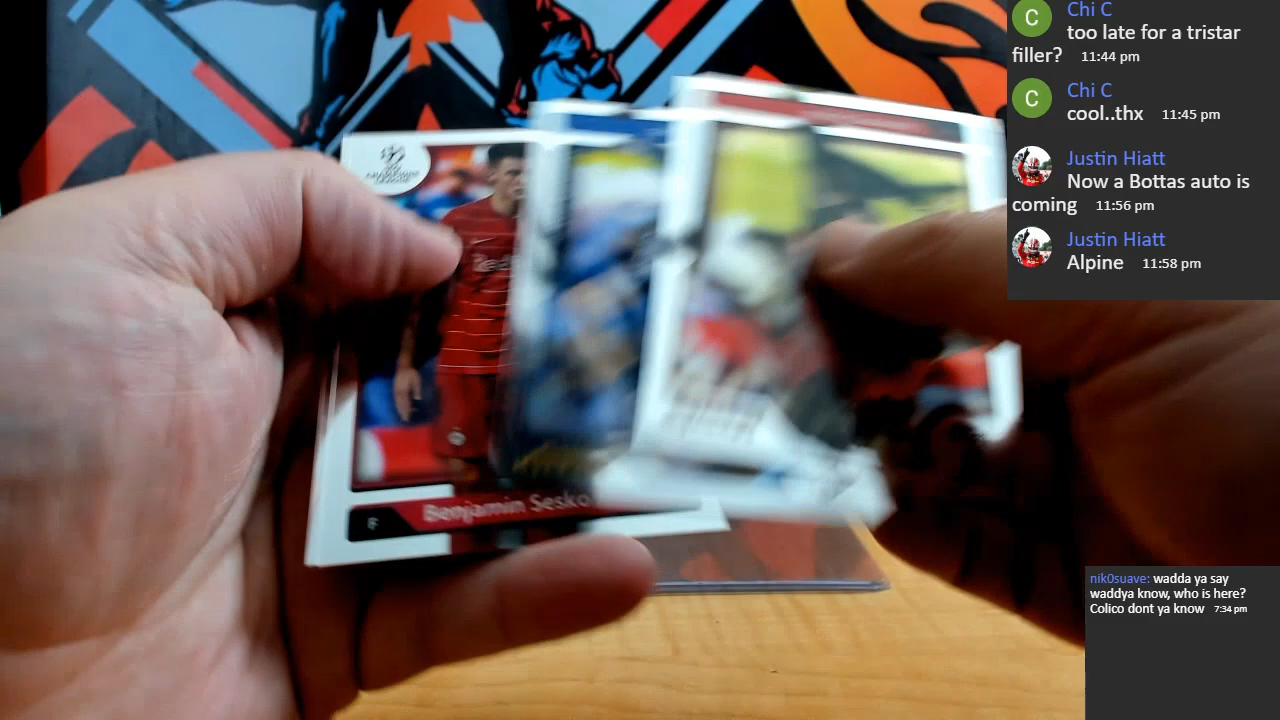 C
Chi C
too late for a tristar
filler? 11:44 pm
C
Chi C
cool..thx 11:45 pm
Justin Hiatt
Now a Bottas auto is
coming 11:56 pm
Justin Hiatt
Alpine 11:58 pm
Red
F Benjamin Sesko
nik0suave: wadda ya say
waddya know, who is here?
Colico dont ya know 7:34 pm